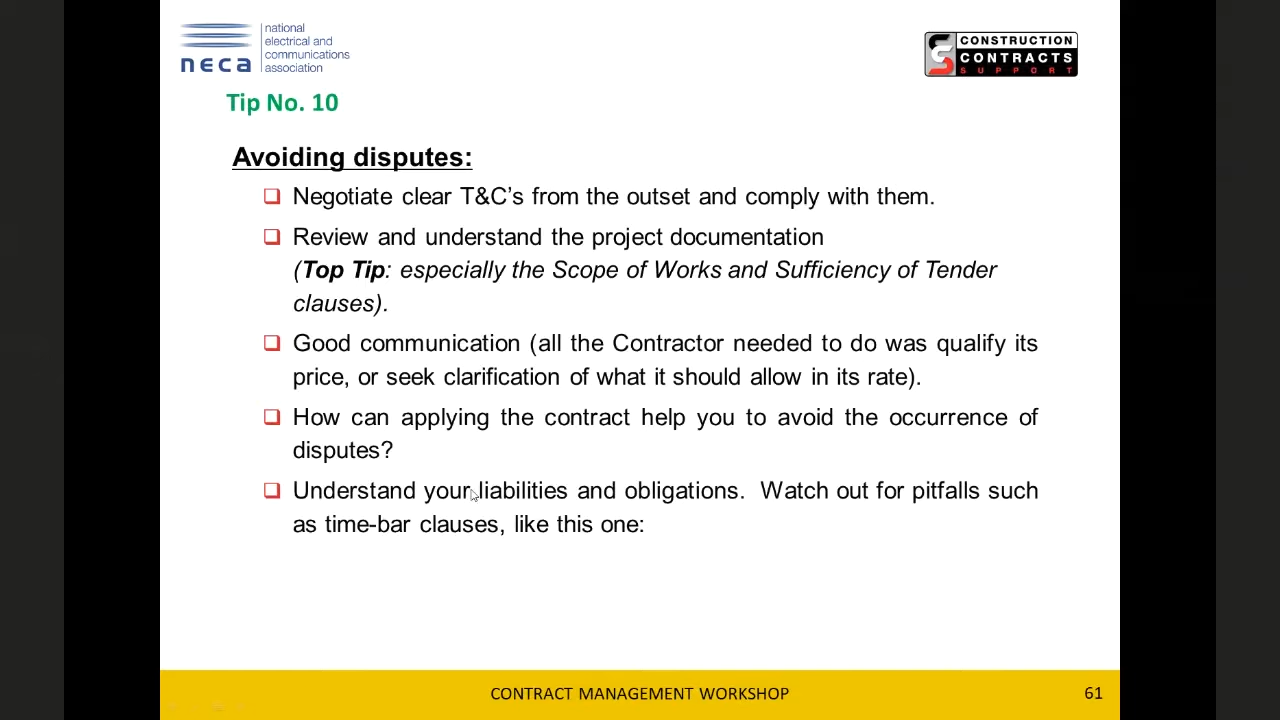 national
electrical and
communications
association
neca
CONSTRUCTION
CONTRACTS
SUPPORT
Tip No. 10
Avoiding disputes:
Negotiate clear T&C’s from the outset and comply with them.
Review and understand the project documentation
(Top Tip: especially the Scope of Works and Sufficiency of Tender
clauses).
Good communication (all the Contractor needed to do was qualify its
price, or seek clarification of what it should allow in its rate).
How can applying the contract help you to avoid the occurrence of
disputes?
Understand your liabilities and obligations.  Watch out for pitfalls such
as time-bar clauses, like this one:
CONTRACT MANAGEMENT WORKSHOP
61